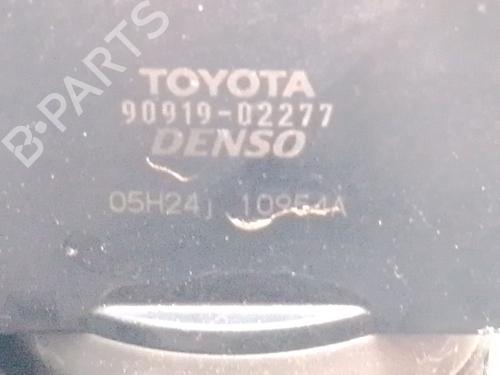 B-PARTS
TOYOTA
90919-02277
DENSO
05H24j 10954A